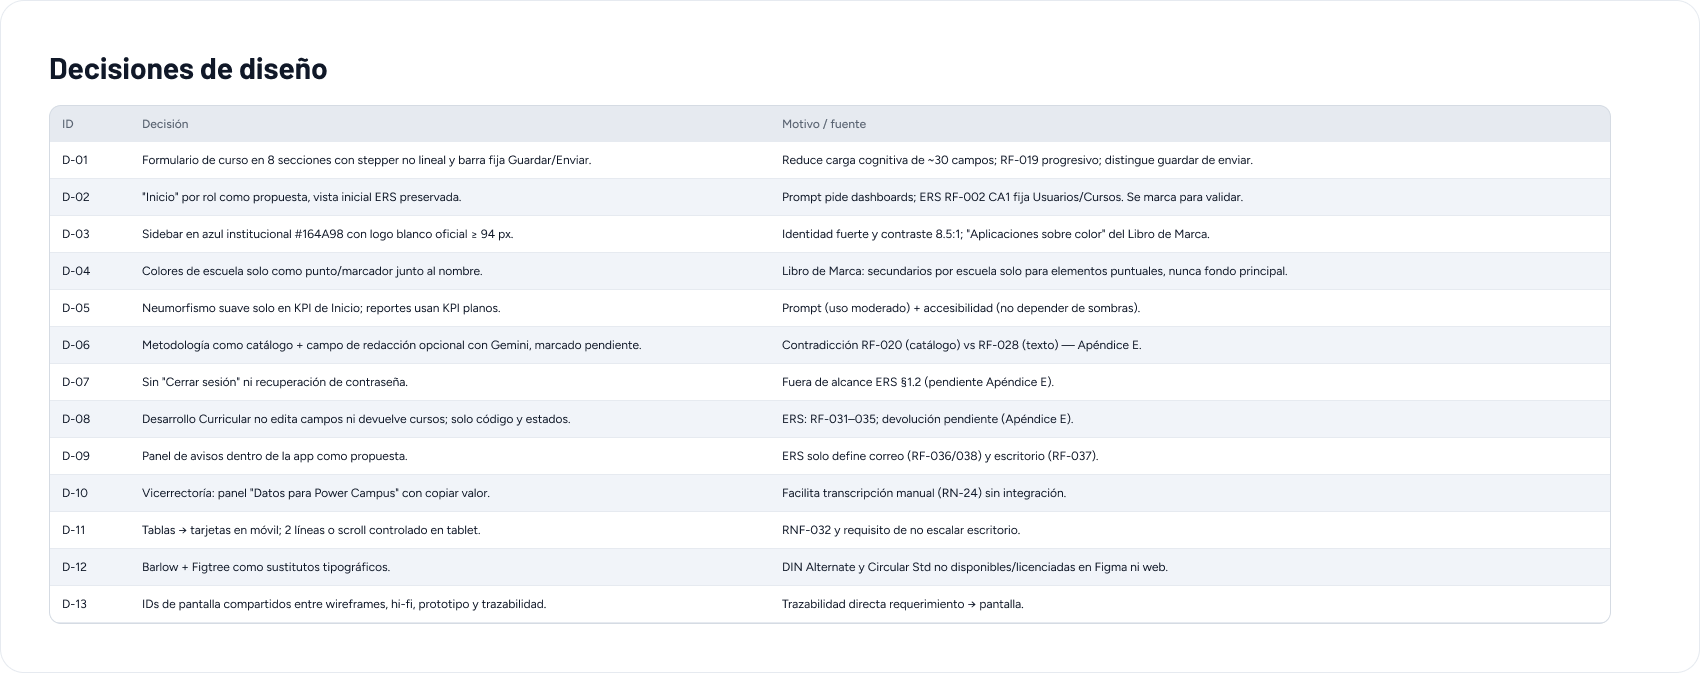 Decisiones de diseño
ID Decisión Motivo / fuente
D-01 Formulario de curso en 8 secciones con stepper no lineal y barra fija Guardar/Enviar. Reduce carga cognitiva de ~30 campos; RF-019 progresivo; distingue guardar de enviar.
D-02 "Inicio" por rol como propuesta, vista inicial ERS preservada. Prompt pide dashboards; ERS RF-002 CA1 fija Usuarios/Cursos. Se marca para validar.
D-03 Sidebar en azul institucional #164A98 con logo blanco oficial ≥ 94 px. Identidad fuerte y contraste 8.5:1; "Aplicaciones sobre color" del Libro de Marca.
D-04 Colores de escuela solo como punto/marcador junto al nombre. Libro de Marca: secundarios por escuela solo para elementos puntuales, nunca fondo principal.
D-05 Neumorfismo suave solo en KPI de Inicio; reportes usan KPI planos. Prompt (uso moderado) + accesibilidad (no depender de sombras).
D-06 Metodología como catálogo + campo de redacción opcional con Gemini, marcado pendiente. Contradicción RF-020 (catálogo) vs RF-028 (texto) — Apéndice E.
D-07 Sin "Cerrar sesión" ni recuperación de contraseña. Fuera de alcance ERS §1.2 (pendiente Apéndice E).
D-08 Desarrollo Curricular no edita campos ni devuelve cursos; solo código y estados. ERS: RF-031–035; devolución pendiente (Apéndice E).
D-09 Panel de avisos dentro de la app como propuesta. ERS solo define correo (RF-036/038) y escritorio (RF-037).
D-10 Vicerrectoría: panel "Datos para Power Campus" con copiar valor. Facilita transcripción manual (RN-24) sin integración.
D-11 Tablas → tarjetas en móvil; 2 líneas o scroll controlado en tablet. RNF-032 y requisito de no escalar escritorio.
D-12 Barlow + Figtree como sustitutos tipográficos. DIN Alternate y Circular Std no disponibles/licenciadas en Figma ni web.
D-13 IDs de pantalla compartidos entre wireframes, hi-fi, prototipo y trazabilidad. Trazabilidad directa requerimiento → pantalla.